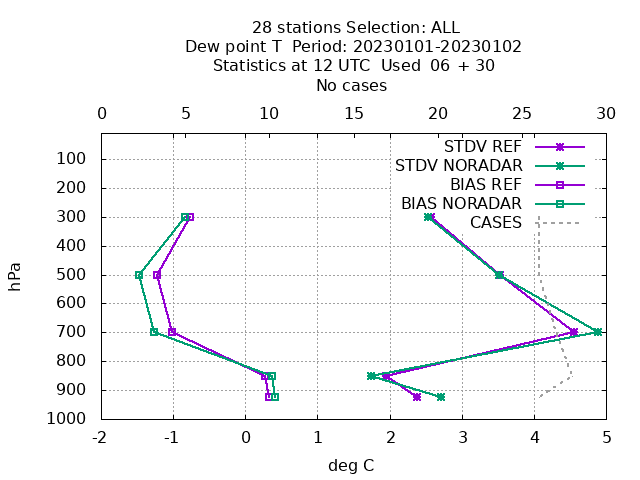 28 stations Selection: ALL
Dew point T  Period: 20230101-20230102
Statistics at 12 UTC  Used  06 + 30
No cases
0 5 10 15 20 25 30
STDV REF
STDV NORADAR
BIAS REF
BIAS NORADAR
CASES
hPa
100
200
300
400
500
600
700
800
900
1000
-2 -1 0 1 2 3 4 5
deg C